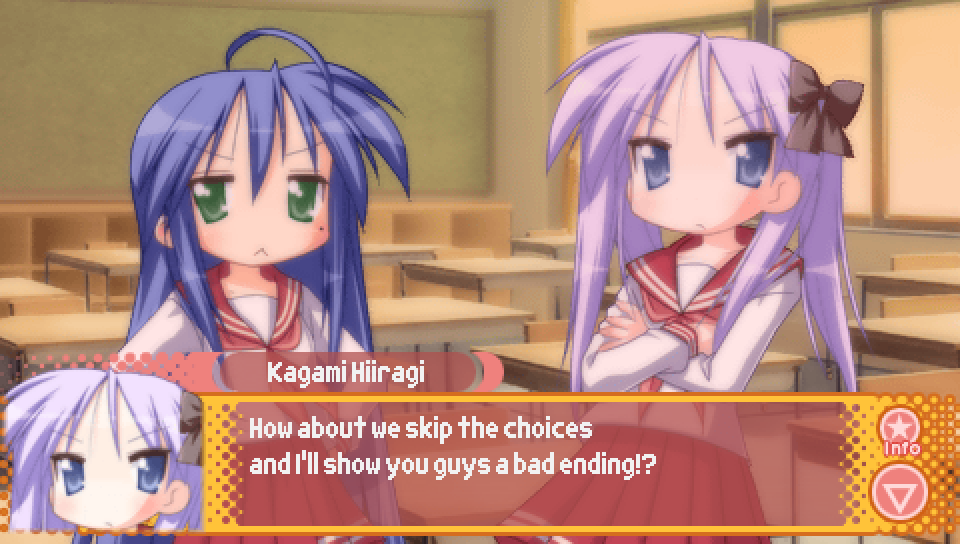 Kagami Hiiragi
How about we skip the choices
and I'll show you guys a bad ending!?
Info